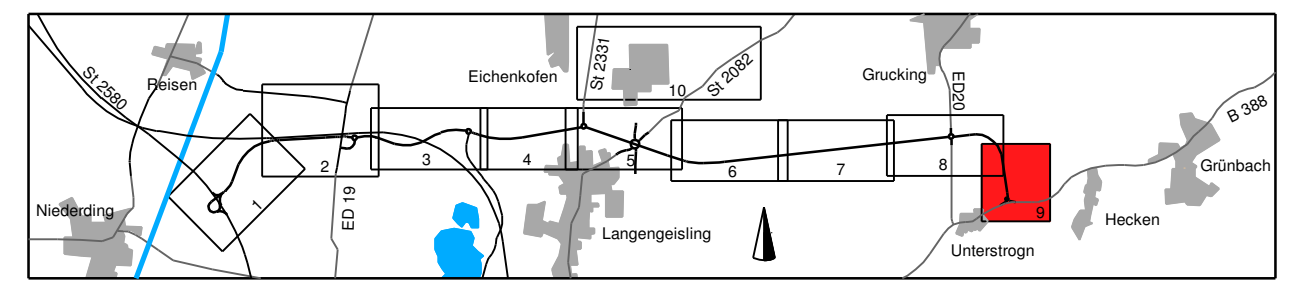 St 2580
Reisen
Eichenkofen
St 2331
St 2082
10
Grucking
ED20
B 388
Grünbach
Hecken
Unterstrogn
Niederding
ED 19
Langengeisling
1
2
3
4
5
6
7
8
9